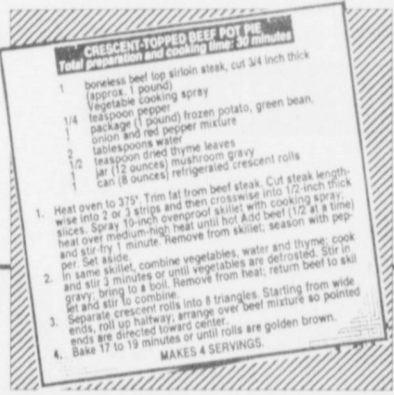 CRESCENT-TOPPED BEEF POT PIE
Total preparation and cooking time: 30 minutes
1 boneless beef top sirloin steak, cut 3/4 inch thick
(approx. 1 pound)
Vegetable cooking spray
1/4 teaspoon pepper
1 package (1 pound) frozen potato, green bean,
onion and red pepper mixture
2 tablespoons water
1/2 teaspoon dried thyme leaves
1 jar (12 ounces) mushroom gravy
1 can (8 ounces) refrigerated crescent rolls
1. Heat oven to 375°. Trim fat from beef steak. Cut steak length-
wise into 2 or 3 strips and then crosswise into 1/2-inch thick
slices. Spray 10-inch ovenproof skillet with cooking spray;
heat over medium-high heat until hot Add beef (1/2 at a time)
and stir-fry 1 minute. Remove from skillet; season with pep-
per. Set aside.
2. In same skillet, combine vegetables, water and thyme; cook
and stir 3 minutes or until vegetables are defrosted. Stir in
gravy; bring to a boil. Remove from heat; return beef to skil
let and stir to combine.
3. Separate crescent rolls into 8 triangles. Starting from wide
ends, roll up halfway; arrange over beef mixture so pointed
ends are directed toward center.
4. Bake 17 to 19 minutes or until rolls are golden brown.
MAKES 4 SERVINGS.